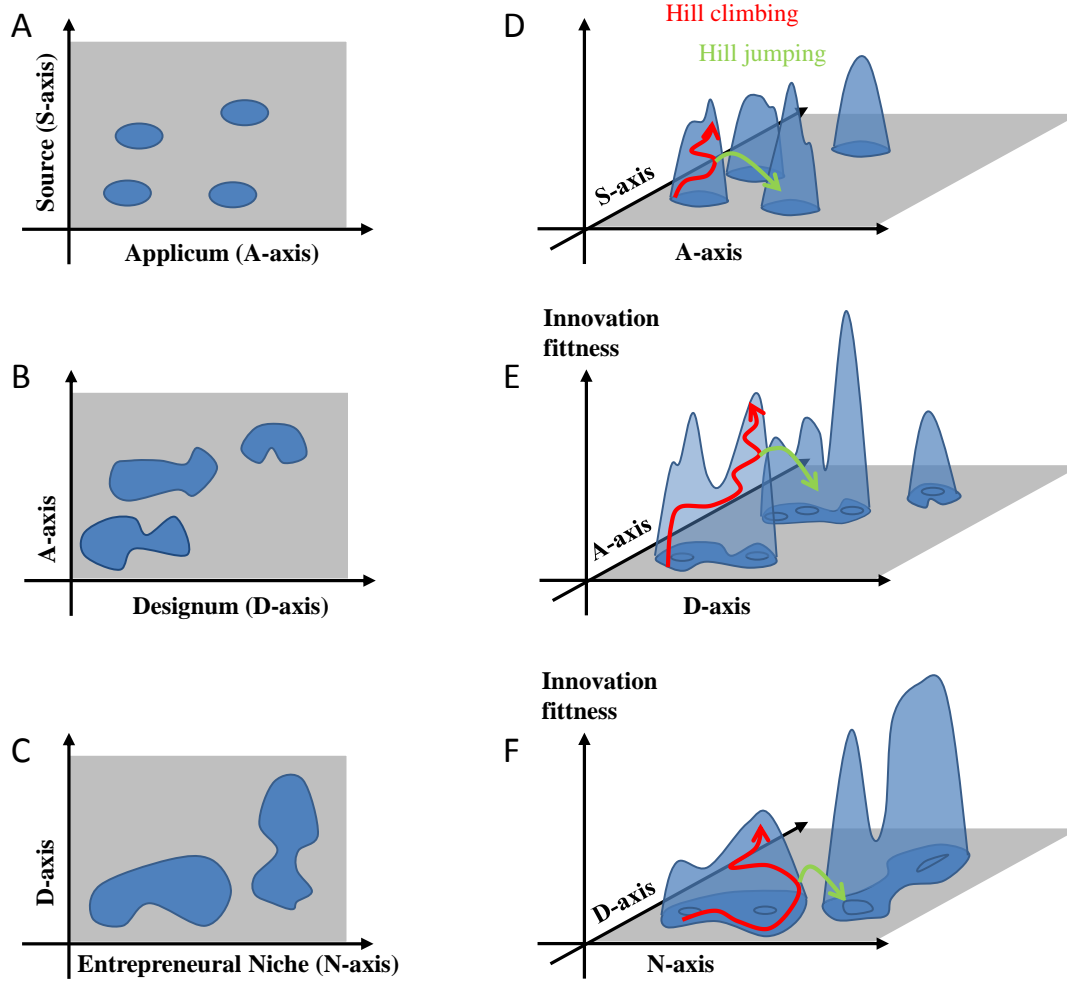 A
Source (S-axis)
Applicum (A-axis)
D
Hill climbing
Hill jumping
S-axis
A-axis
B
A-axis
Designum (D-axis)
Innovation
fittness
E
A-axis
D-axis
C
D-axis
Entrepreneural Niche (N-axis)
Innovation
fittness
F
D-axis
N-axis